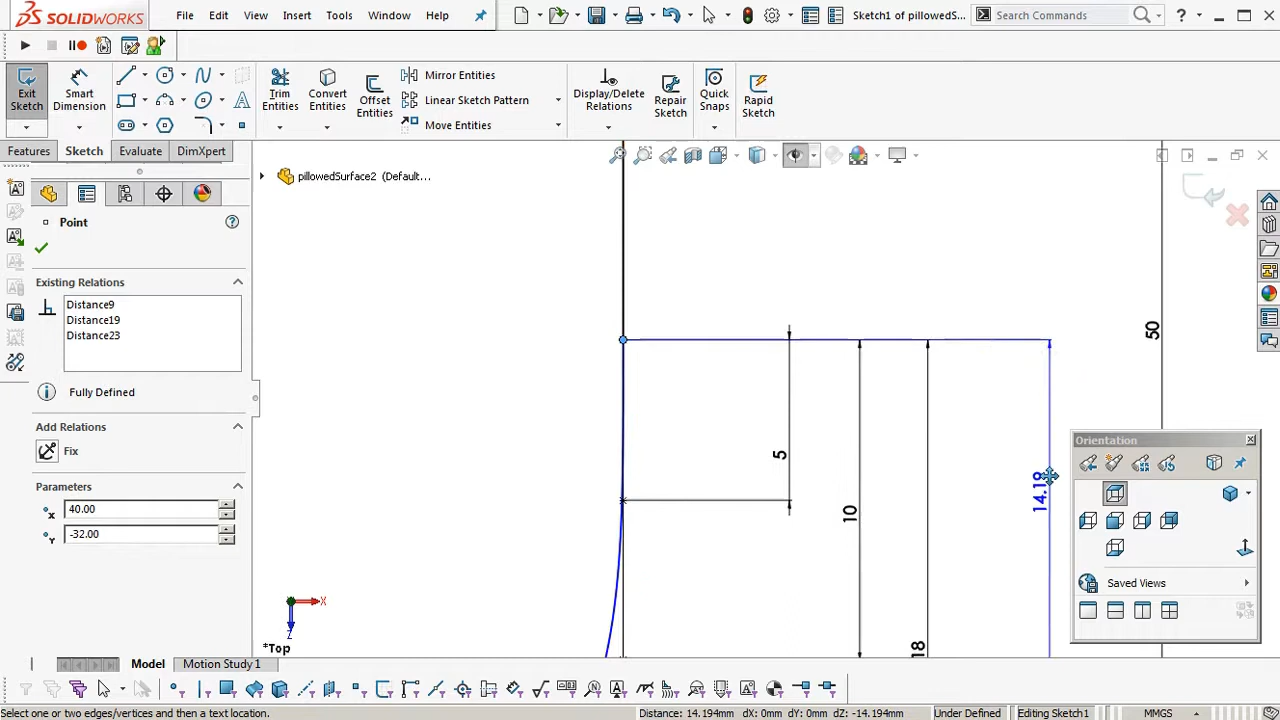 SOLIDWORKS File Edit View Insert Tools Window Help Sketch1 of pillowedS... Search Commands ?
Exit Sketch
Smart Dimension
Trim Entities
Convert Entities
Offset Entities
Mirror Entities
Linear Sketch Pattern
Move Entities
Display/Delete Relations
Repair Sketch
Quick Snaps
Rapid Sketch
Features Sketch Evaluate DimXpert
pillowedSurface2 (Default...
Point
Existing Relations
Distance9
Distance19
Distance23
Fully Defined
Add Relations
Fix
Parameters
x 40.00
Y -32.00
50
5
10
18
14.19
Orientation
Saved Views
X
Z
*Top
Model Motion Study 1
Select one or two edges/vertices and then a text location. Distance: 14.194mm dX: 0mm dY: 0mm dZ: -14.194mm Under Defined Editing Sketch1 MMGS